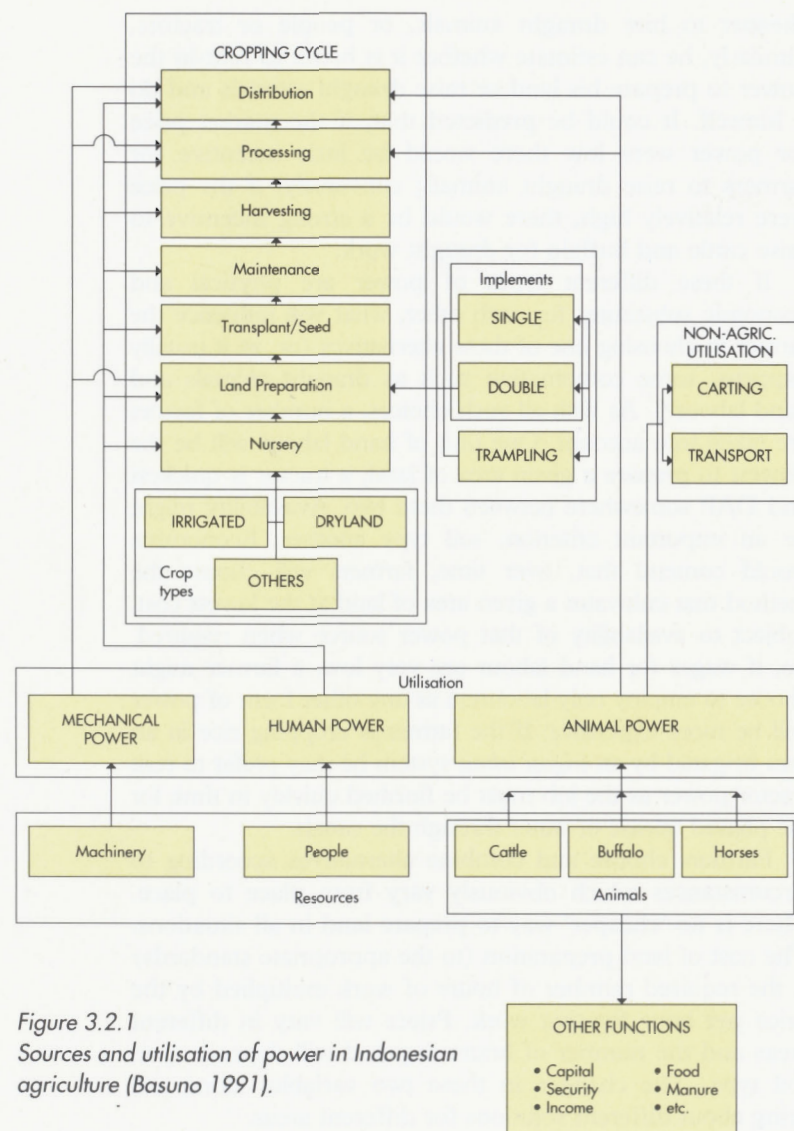 CROPPING CYCLE
Distribution
Processing
Harvesting
Maintenance
Transplant/Seed
Land Preparation
Nursery
IRRIGATED
DRYLAND
Crop
types
OTHERS
Implements
SINGLE
DOUBLE
TRAMPLING
NON-AGRIC.
UTILISATION
CARTING
TRANSPORT
Utilisation
MECHANICAL
POWER
HUMAN POWER
ANIMAL POWER
Machinery
People
Cattle
Buffalo
Horses
Resources
Animals
OTHER FUNCTIONS
• Capital
• Security
• Income
• Food
• Manure
• etc.
Figure 3.2.1
Sources and utilisation of power in Indonesian
agriculture (Basuno 1991).